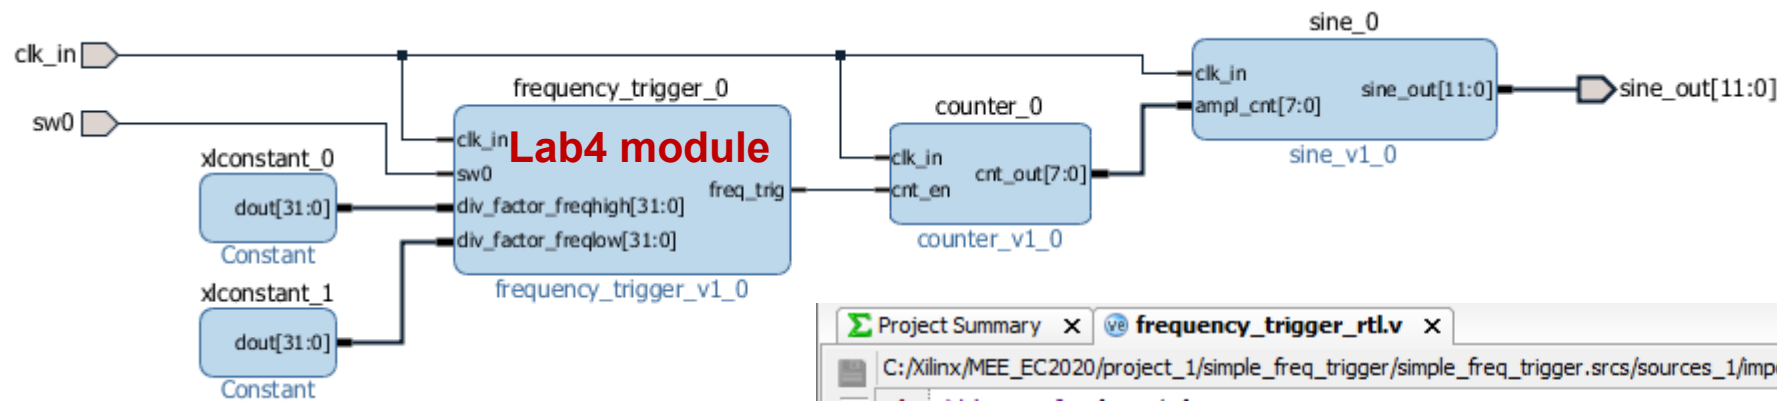 sine_0
clk_in
clk_in
sine_out[11:0]
sine_out[11:0]
ampl_cnt[7:0]
sine_v1_0
frequency_trigger_0
counter_0
sw0
clk_in
Lab4 module
xlconstant_0
clk_in
cnt_out[7:0]
sw0
freq_trig
cnt_en
dout[31:0]
div_factor_freqhigh[31:0]
Constant
div_factor_freqlow[31:0]
counter_v1_0
xlconstant_1
frequency_trigger_v1_0
dout[31:0]
Constant
Σ Project Summary x
ve frequency_trigger_rtl.v x
C:/Xilinx/MEE_EC2020/project_1/simple_freq_trigger/simple_freq_trigger.srcs/sources_1/imp